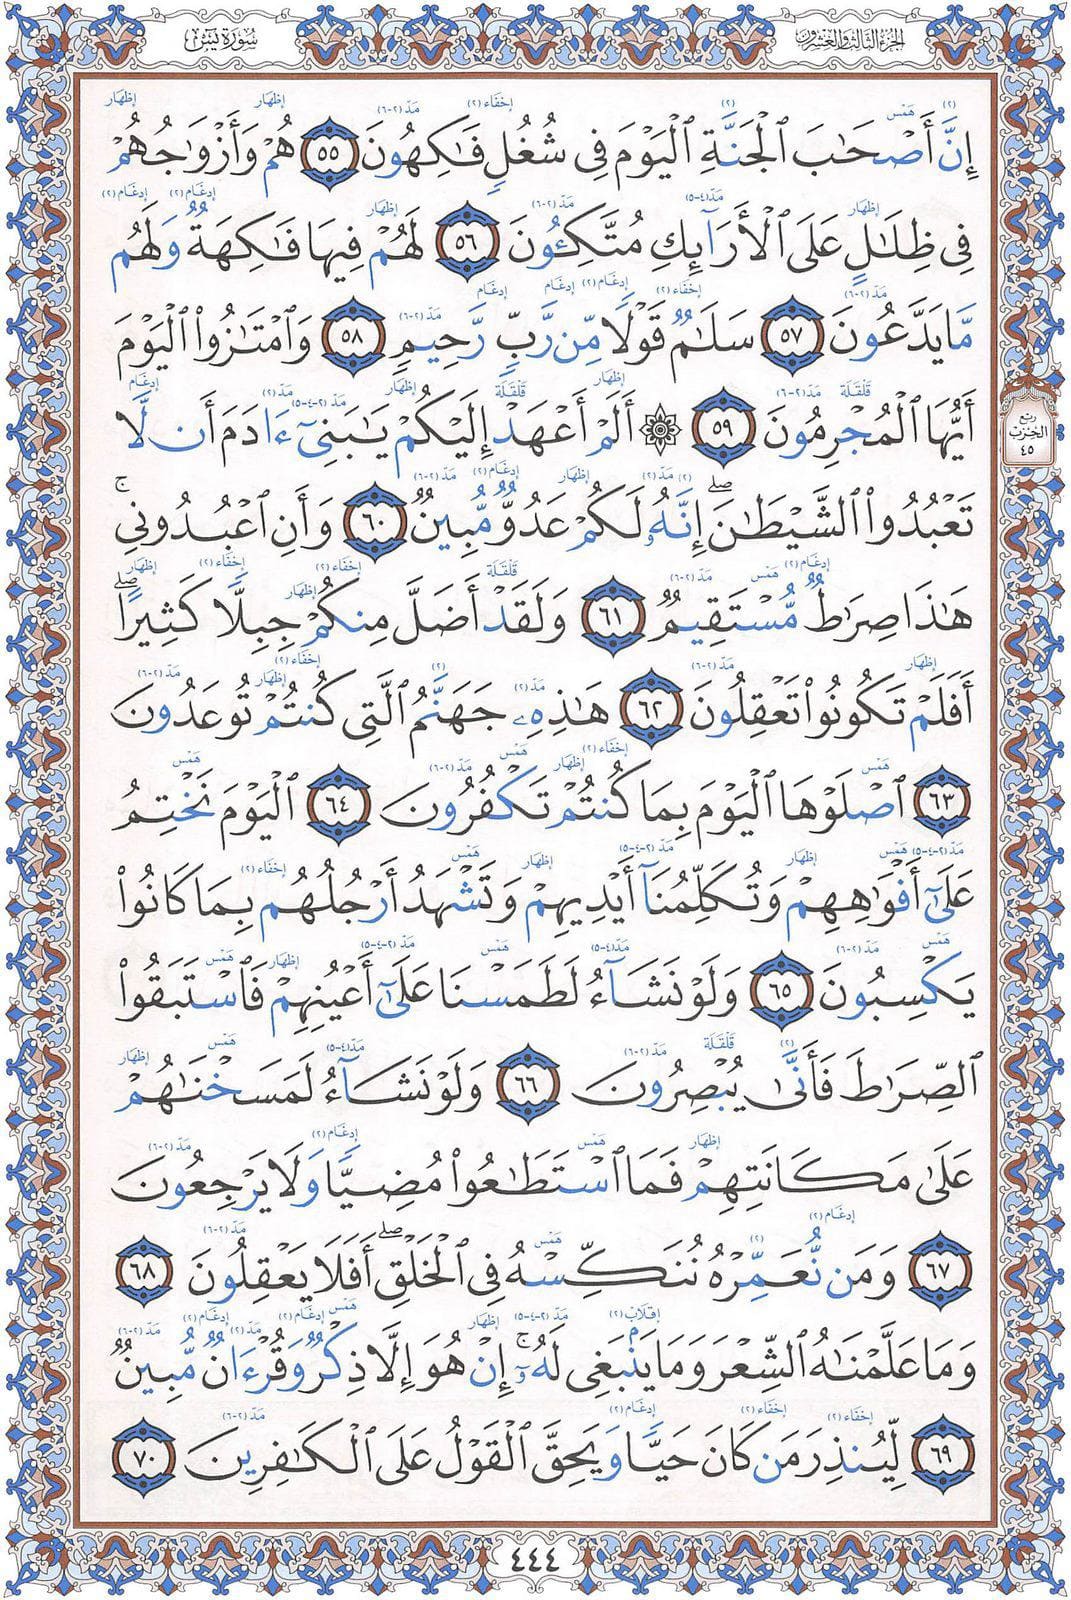 الجزء الثالث والعشرون
سورة يس
إِنَّ أَصْحَٰبَ ٱلْجَنَّةِ ٱلْيَوْمَ فِى شُغُلٍ فَٰكِهُونَ ٥٥ هُمْ وَأَزْوَٰجُهُمْ
فِى ظِلَٰلٍ عَلَى ٱلْأَرَآئِكِ مُتَّكِـُٔونَ ٥٦ لَهُمْ فِيهَا فَٰكِهَةٌ وَلَهُم
مَّا يَدَّعُونَ ٥٧ سَلَٰمٌ قَوْلًا مِّن رَّبٍّ رَّحِيمٍ ٥٨ وَٱمْتَٰزُوا۟ ٱلْيَوْمَ
أَيُّهَا ٱلْمُجْرِمُونَ ٥٩ ۞ أَلَمْ أَعْهَدْ إِلَيْكُمْ يَٰبَنِىٓ ءَادَمَ أَن لَّا
ربع الحزب ٤٥
تَعْبُدُوا۟ ٱلشَّيْطَٰنَ ۖ إِنَّهُۥ لَكُمْ عَدُوٌّ مُّبِينٌ ٦٠ وَأَنِ ٱعْبُدُونِى ۚ
هَٰذَا صِرَٰطٌ مُّسْتَقِيمٌ ٦١ وَلَقَدْ أَضَلَّ مِنكُمْ جِبِلًّا كَثِيرًا ۖ
أَفَلَمْ تَكُونُوا۟ تَعْقِلُونَ ٦٢ هَٰذِهِۦ جَهَنَّمُ ٱلَّتِى كُنتُمْ تُوعَدُونَ
٦٣ ٱصْلَوْهَا ٱلْيَوْمَ بِمَا كُنتُمْ تَكْفُرُونَ ٦٤ ٱلْيَوْمَ نَخْتِمُ
عَلَىٰٓ أَفْوَٰهِهِمْ وَتُكَلِّمُنَآ أَيْدِيهِمْ وَتَشْهَدُ أَرْجُلُهُم بِمَا كَانُوا۟
يَكْسِبُونَ ٦٥ وَلَوْ نَشَآءُ لَطَمَسْنَا عَلَىٰٓ أَعْيُنِهِمْ فَٱسْتَبَقُوا۟
ٱلصِّرَٰطَ فَأَنَّىٰ يُبْصِرُونَ ٦٦ وَلَوْ نَشَآءُ لَمَسَخْنَٰهُمْ
عَلَىٰ مَكَانَتِهِمْ فَمَا ٱسْتَطَٰعُوا۟ مُضِيًّا وَلَا يَرْجِعُونَ
٦٧ وَمَن نُّعَمِّرْهُ نُنَكِّسْهُ فِى ٱلْخَلْقِ ۖ أَفَلَا يَعْقِلُونَ ٦٨
وَمَا عَلَّمْنَٰهُ ٱلشِّعْرَ وَمَا يَنۢبَغِى لَهُۥٓ ۚ إِنْ هُوَ إِلَّا ذِكْرٌ وَقُرْءَانٌ مُّبِينٌ
٦٩ لِّيُنذِرَ مَن كَانَ حَيًّا وَيَحِقَّ ٱلْقَوْلُ عَلَى ٱلْكَٰفِرِينَ ٧٠
٤٤٤